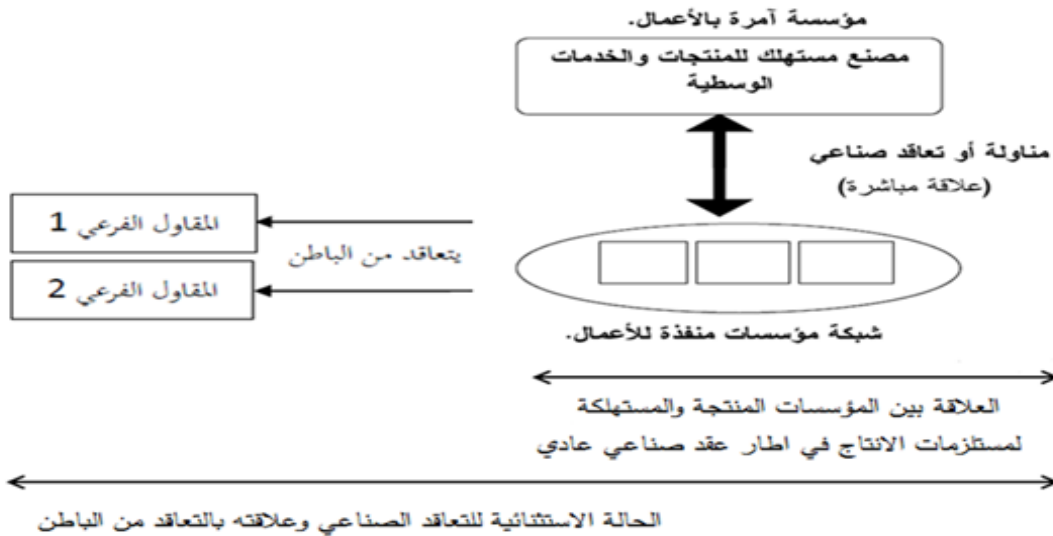 مؤسسة آمرة بالأعمال.
مصنع مستهلك للمنتجات والخدمات
الوسطية
مناولة أو تعاقد صناعي
(علاقة مباشرة)
المقاول الفرعي 1
يتعاقد من الباطن
المقاول الفرعي 2
شبكة مؤسسات منفذة للأعمال.
العلاقة بين المؤسسات المنتجة والمستهلكة
لمستلزمات الانتاج في اطار عقد صناعي عادي
الحالة الاستثنائية للتعاقد الصناعي وعلاقته بالتعاقد من الباطن